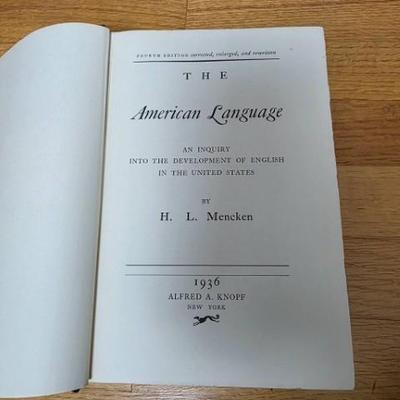 FOURTH EDITION corrected, enlarged, and rewritten
THE
American Language
AN INQUIRY
INTO THE DEVELOPMENT OF ENGLISH
IN THE UNITED STATES
BY
H. L. Mencken
1936
ALFRED A. KNOPF
NEW YORK